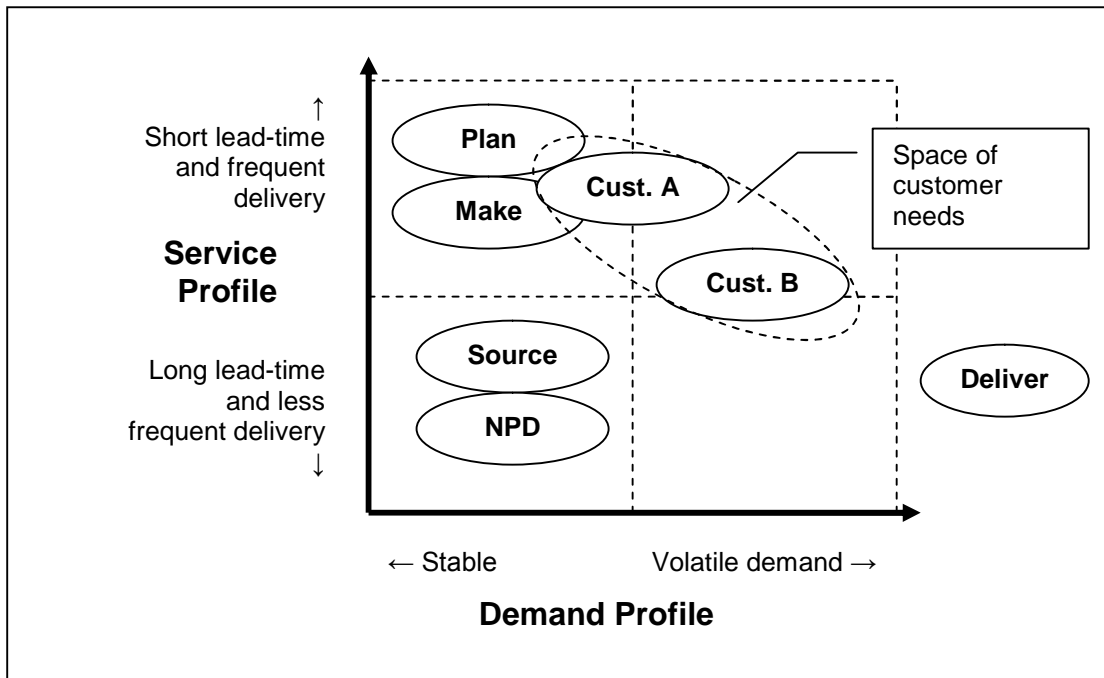 ↑
Short lead-time
and frequent
delivery
Service
Profile
Long lead-time
and less
frequent delivery
↓
Plan
Make
Cust. A
Cust. B
Space of
customer
needs
Source
NPD
Deliver
← Stable
Volatile demand →
Demand Profile